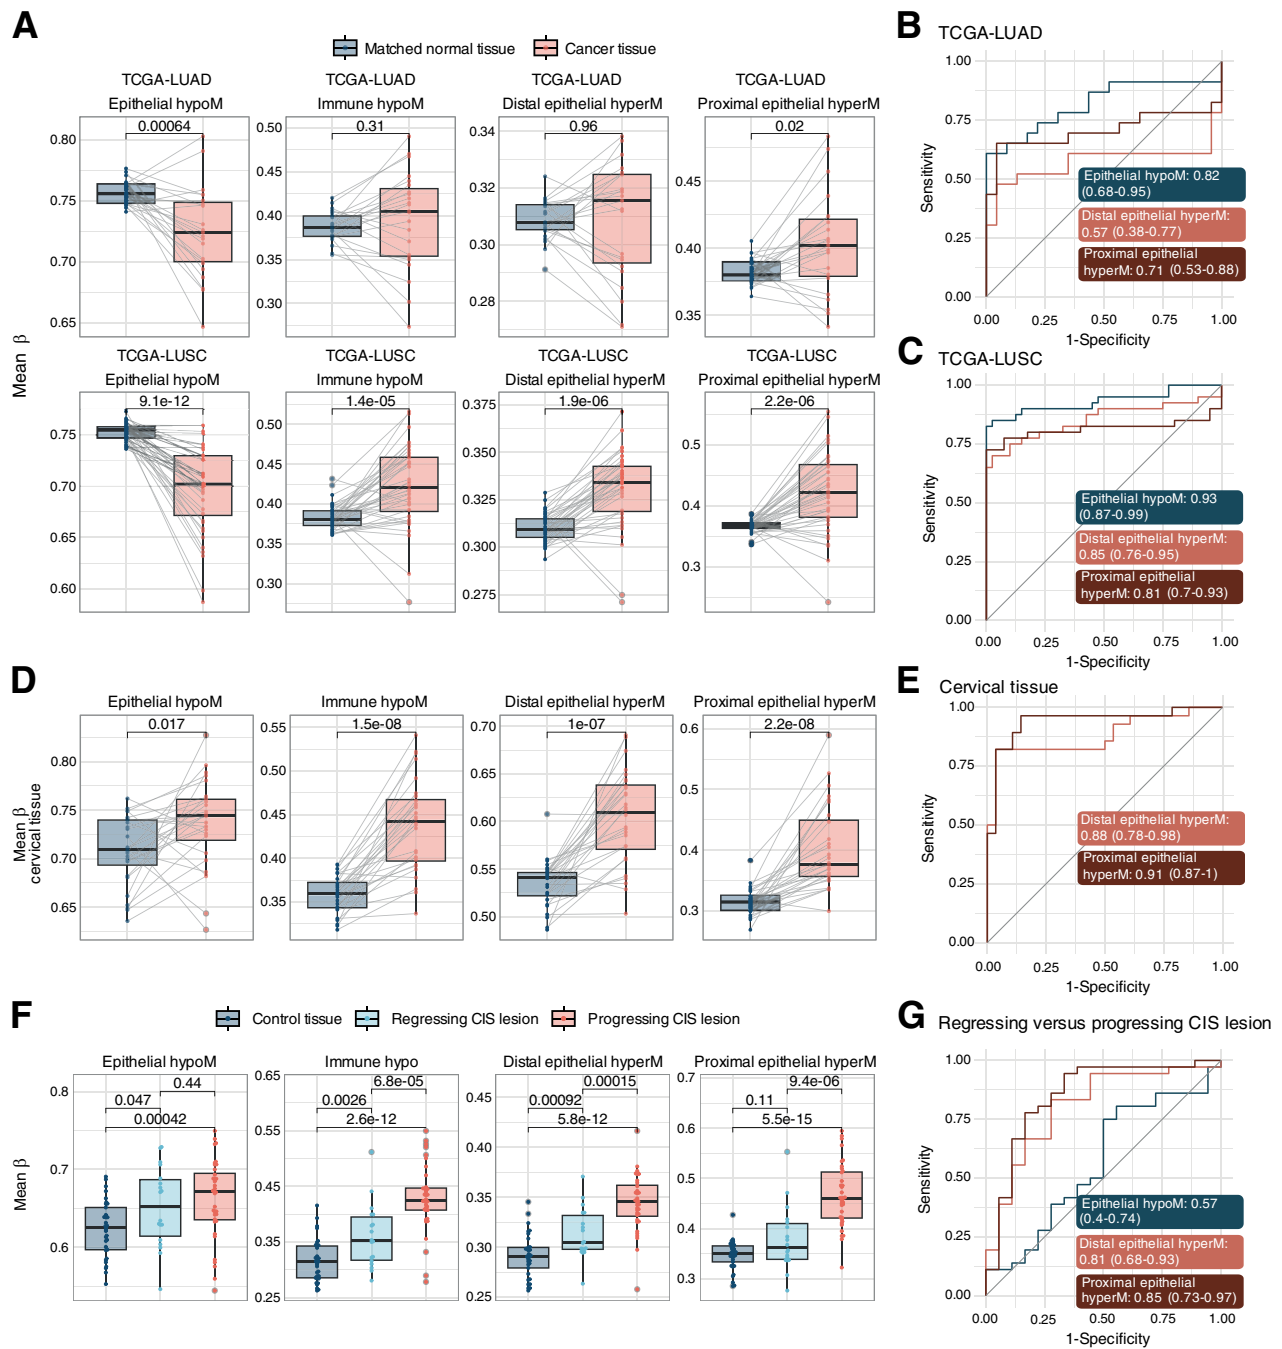 A
Matched normal tissue
Cancer tissue
TCGA-LUAD
Epithelial hypoM
0.00064
0.80
0.75
0.70
0.65
TCGA-LUAD
Immune hypoM
0.31
0.50
0.45
0.40
0.35
0.30
TCGA-LUAD
Distal epithelial hyperM
0.96
0.34
0.32
0.30
0.28
TCGA-LUAD
Proximal epithelial hyperM
0.02
0.45
0.40
0.35
Mean β
TCGA-LUSC
Epithelial hypoM
9.1e-12
0.75
0.70
0.65
0.60
TCGA-LUSC
Immune hypoM
1.4e-05
0.50
0.45
0.40
0.35
0.30
TCGA-LUSC
Distal epithelial hyperM
1.9e-06
0.375
0.350
0.325
0.300
0.275
TCGA-LUSC
Proximal epithelial hyperM
2.2e-06
0.5
0.4
0.3
B
TCGA-LUAD
Sensitivity
1.00
0.75
0.50
0.25
0.00
Epithelial hypoM: 0.82
(0.68-0.95)
Distal epithelial hyperM:
0.57 (0.38-0.77)
Proximal epithelial
hyperM: 0.71 (0.53-0.88)
0.00 0.25 0.50 0.75 1.00
1-Specificity
C
TCGA-LUSC
Sensitivity
1.00
0.75
0.50
0.25
0.00
Epithelial hypoM: 0.93
(0.87-0.99)
Distal epithelial hyperM:
0.85 (0.76-0.95)
Proximal epithelial
hyperM: 0.81 (0.7-0.93)
0.00 0.25 0.50 0.75 1.00
1-Specificity
D
Mean β
cervical tissue
Epithelial hypoM
0.017
0.80
0.75
0.70
0.65
Immune hypoM
1.5e-08
0.55
0.50
0.45
0.40
0.35
Distal epithelial hyperM
1e-07
0.70
0.65
0.60
0.55
0.50
Proximal epithelial hyperM
2.2e-08
0.6
0.5
0.4
0.3
E
Cervical tissue
Sensitivity
1.00
0.75
0.50
0.25
0.00
Distal epithelial hyperM:
0.88 (0.78-0.98)
Proximal epithelial
hyperM: 0.91 (0.87-1)
0.00 0.25 0.50 0.75 1.00
1-Specificity
F
Control tissue
Regressing CIS lesion
Progressing CIS lesion
Mean β
Epithelial hypoM
0.44
0.047
0.00042
0.8
0.7
0.6
Immune hypo
6.8e-05
0.0026
2.6e-12
0.65
0.55
0.45
0.35
0.25
Distal epithelial hyperM
0.00015
0.00092
5.8e-12
0.45
0.40
0.35
0.30
0.25
Proximal epithelial hyperM
9.4e-06
0.11
5.5e-15
0.7
0.6
0.5
0.4
0.3
G
Regressing versus progressing CIS lesion
Sensitivity
1.00
0.75
0.50
0.25
0.00
Epithelial hypoM: 0.57
(0.4-0.74)
Distal epithelial hyperM:
0.81 (0.68-0.93)
Proximal epithelial
hyperM: 0.85 (0.73-0.97)
0.00 0.25 0.50 0.75 1.00
1-Specificity